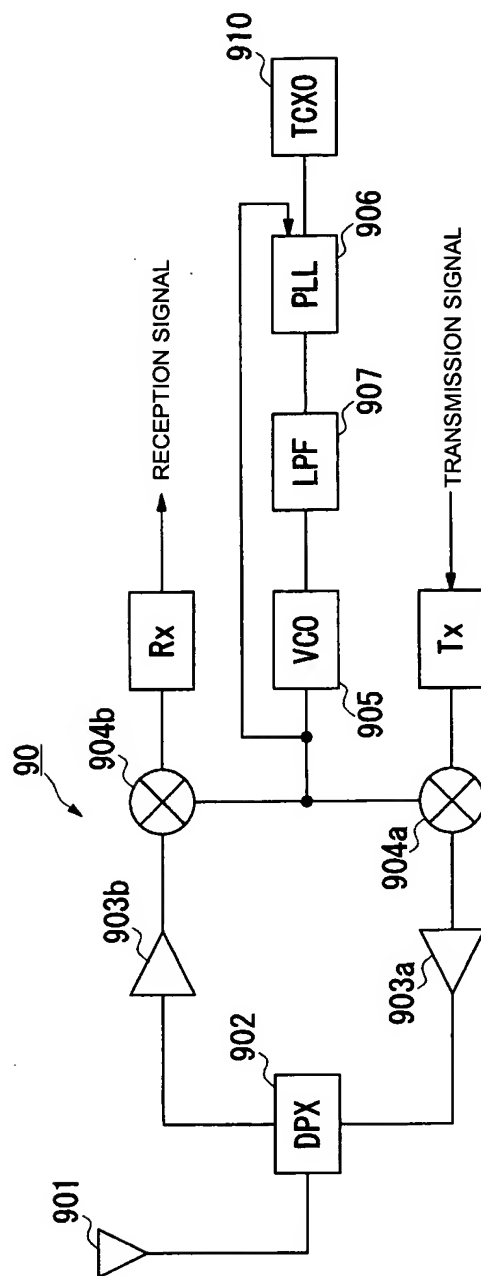 90
901
DPX
902
903b
904b
Rx
RECEPTION SIGNAL
VCO
905
LPF
907
PLL
906
TCXO
910
903a
904a
Tx
TRANSMISSION SIGNAL